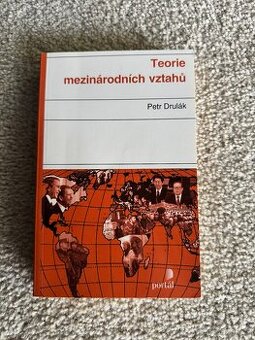 Teorie
mezinárodních vztahů
Petr Drulák
portál